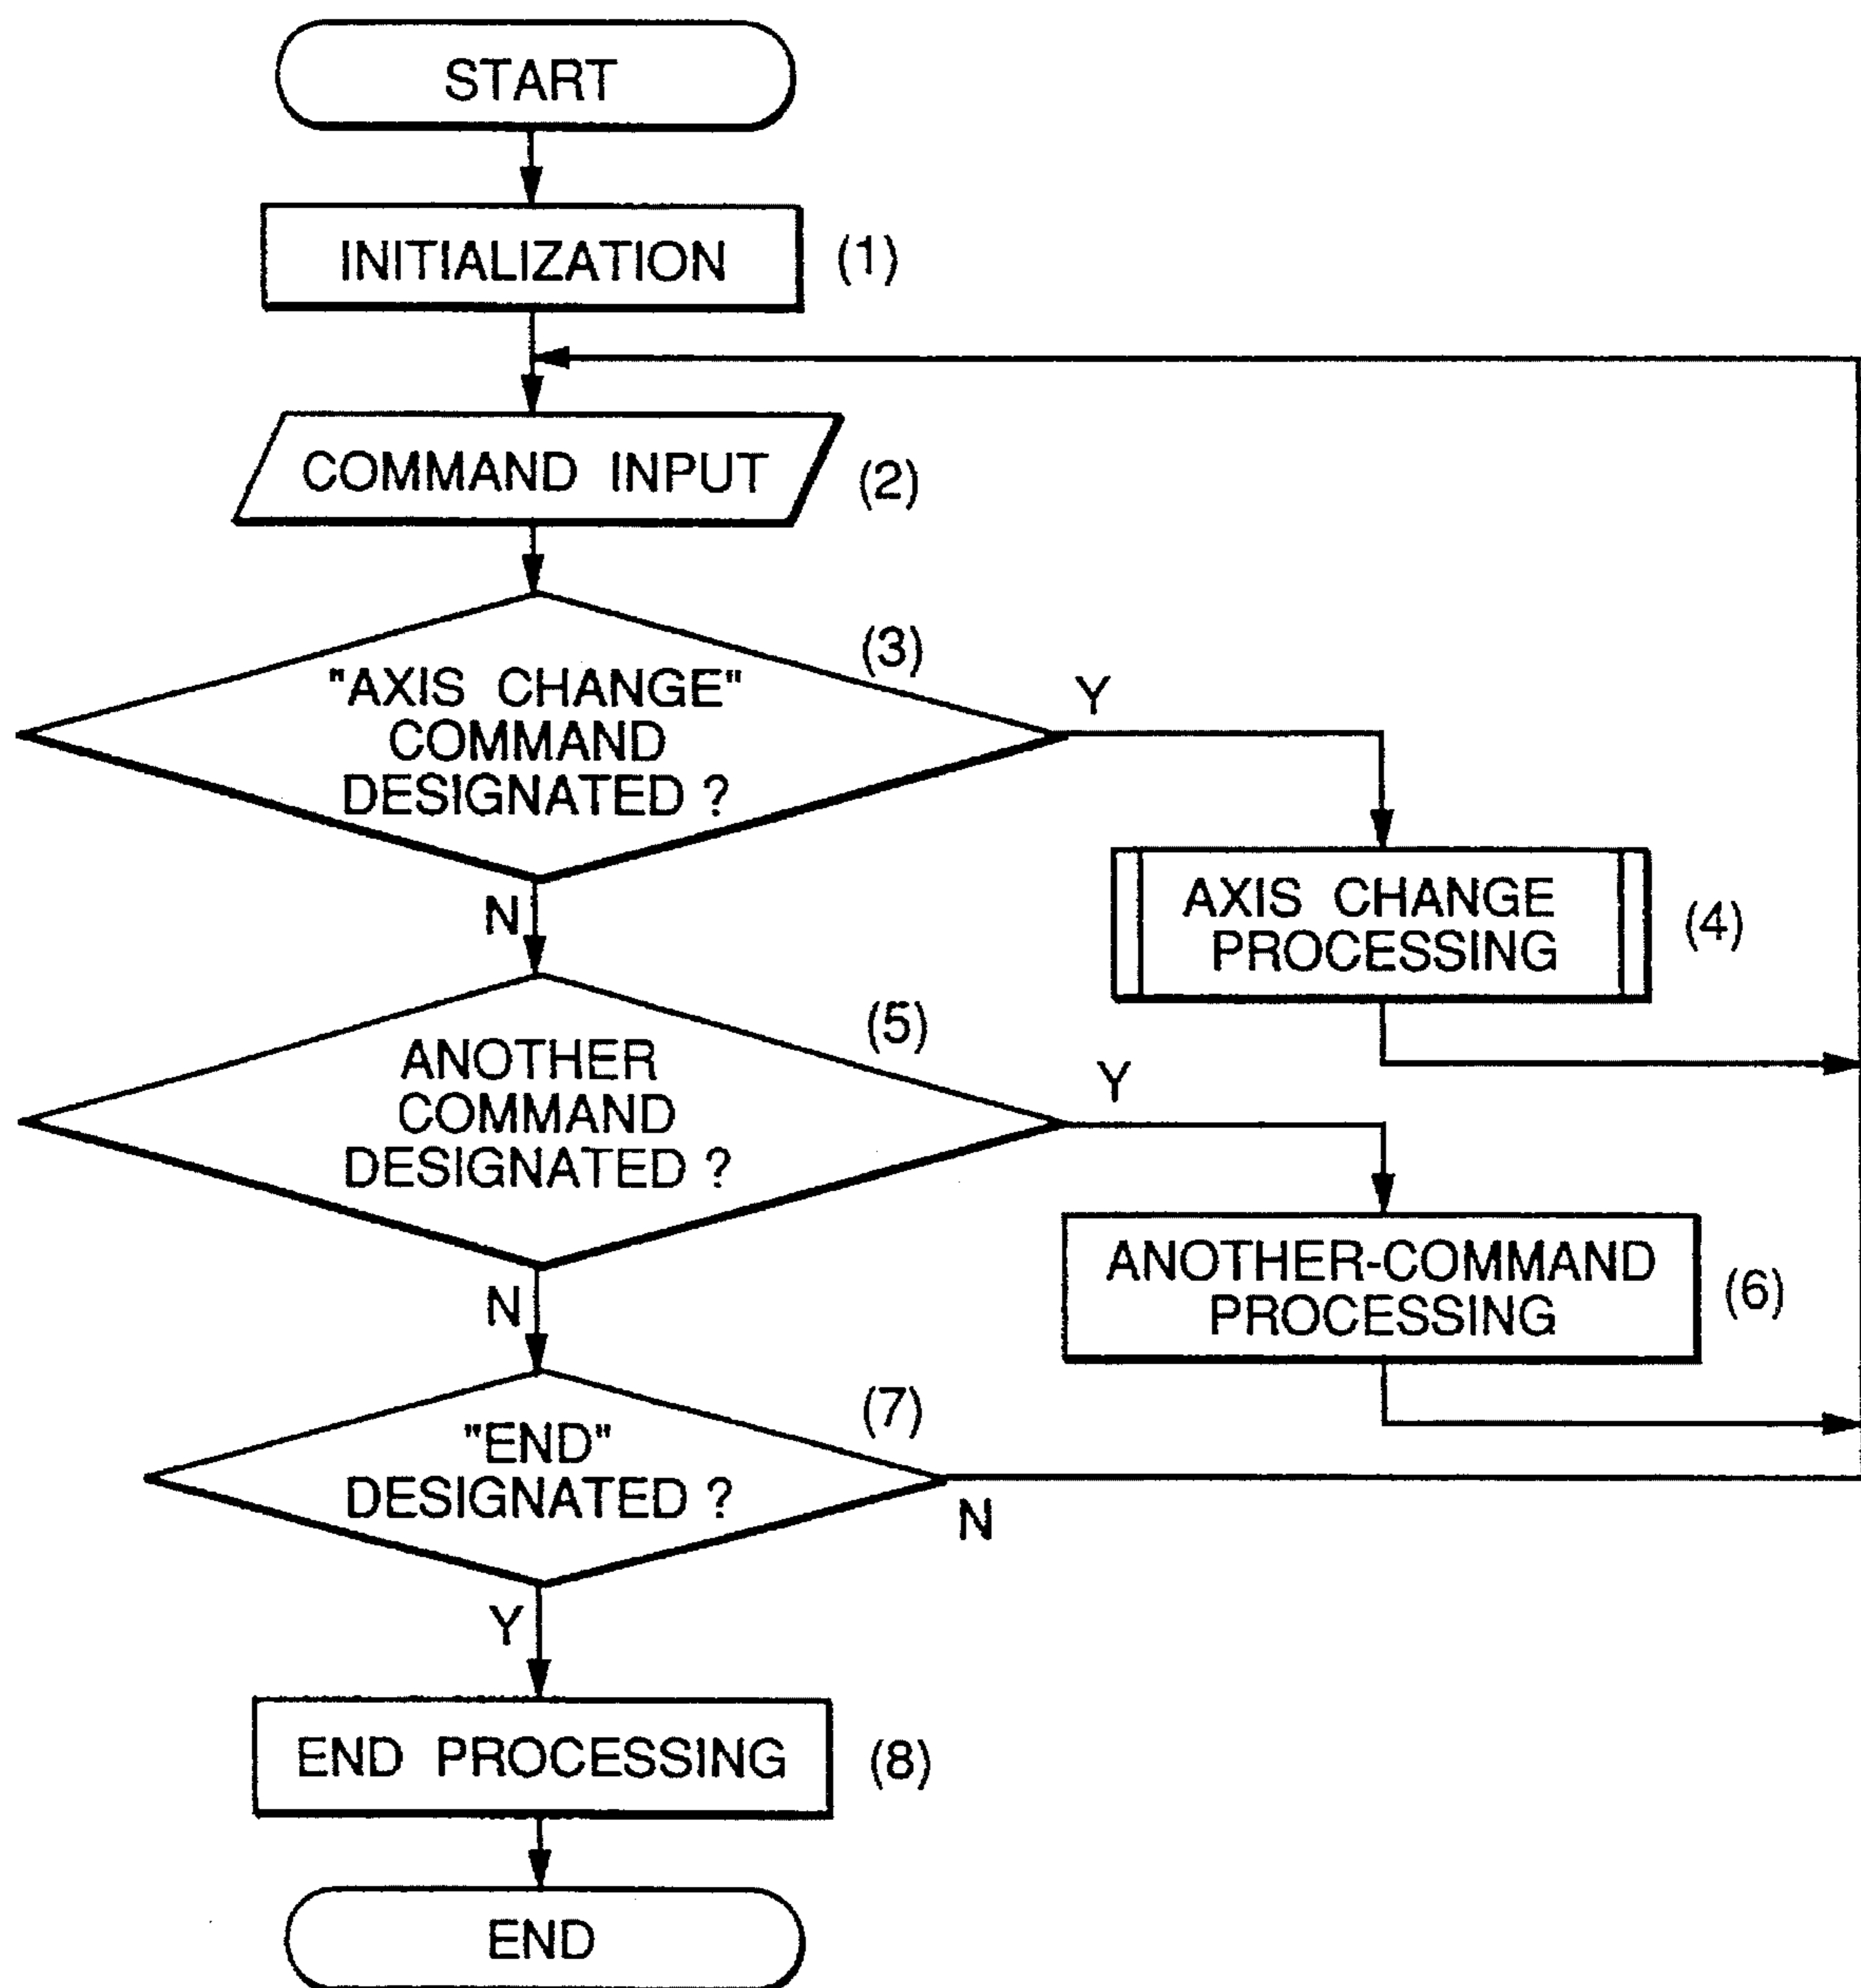 START
INITIALIZATION
(1)
COMMAND INPUT
(2)
(3)
"AXIS CHANGE"
COMMAND
DESIGNATED ?
Y
N
AXIS CHANGE
PROCESSING
(4)
(5)
ANOTHER
COMMAND
DESIGNATED ?
Y
N
ANOTHER-COMMAND
PROCESSING
(6)
(7)
"END"
DESIGNATED ?
N
Y
END PROCESSING
(8)
END